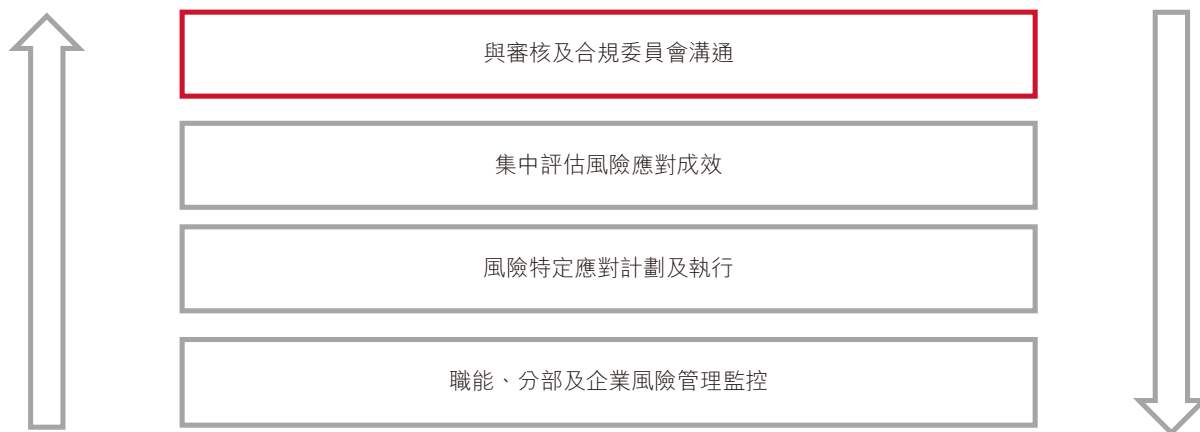 與審核及合規委員會溝通
集中評估風險應對成效
風險特定應對計劃及執行
職能、分部及企業風險管理監控